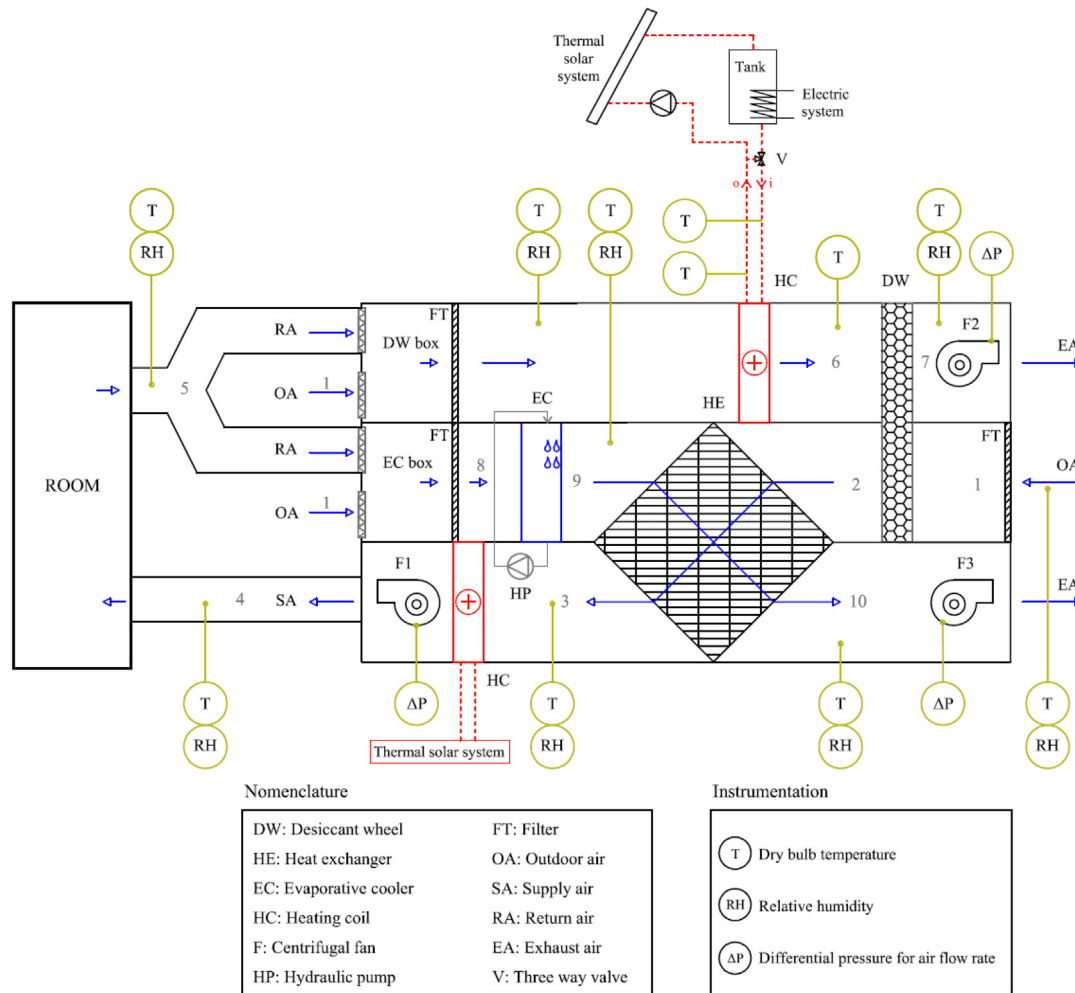 Thermal
solar
system
Tank
Electric
system
V
o i
T T T T T
RH RH RH T RH ΔP
T HC DW
FT F2
RA DW box EA
5 OA 1 6 7
EC HE
RA FT FT
EC box 8 9 2 1 OA
ROOM
OA 1
F1 F3
HP
4 SA 3 10 EA
HC
ΔP T ΔP T
T RH T RH
RH Thermal solar system RH
Nomenclature
DW: Desiccant wheel FT: Filter
HE: Heat exchanger OA: Outdoor air
EC: Evaporative cooler SA: Supply air
HC: Heating coil RA: Return air
F: Centrifugal fan EA: Exhaust air
HP: Hydraulic pump V: Three way valve
Instrumentation
T Dry bulb temperature
RH Relative humidity
ΔP Differential pressure for air flow rate